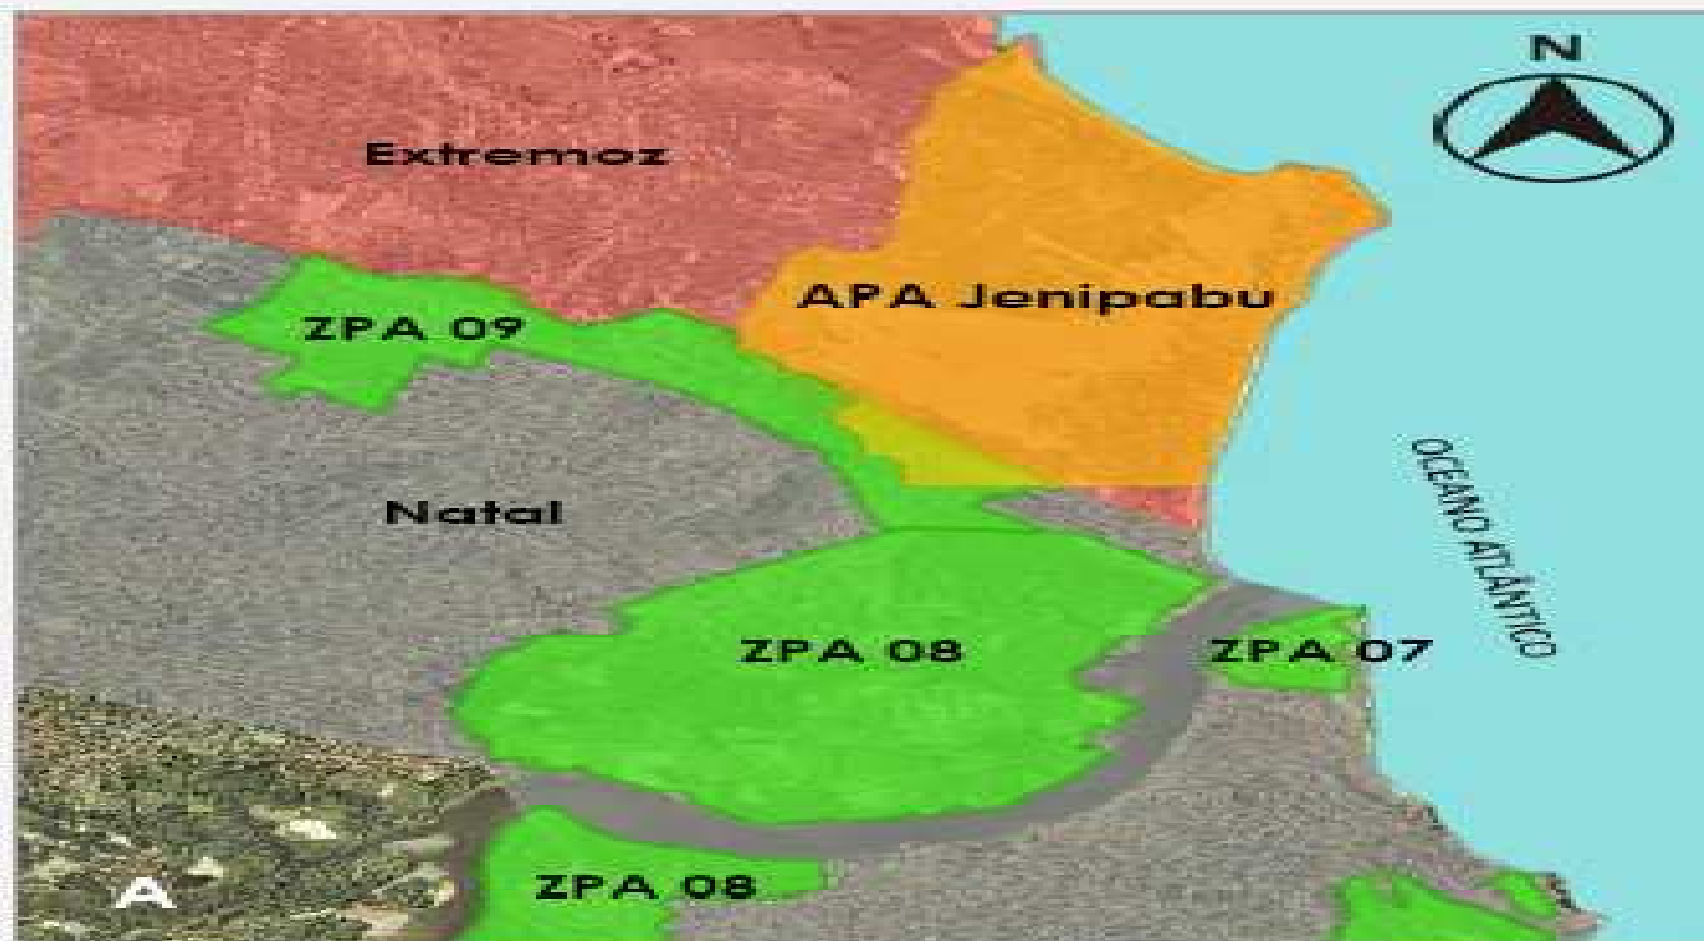 N
Extremoz
APA Jenipabu
ZPA 09
Natal
OCEANO ATLÂNTICO
ZPA 08
ZPA 07
ZPA 08
A